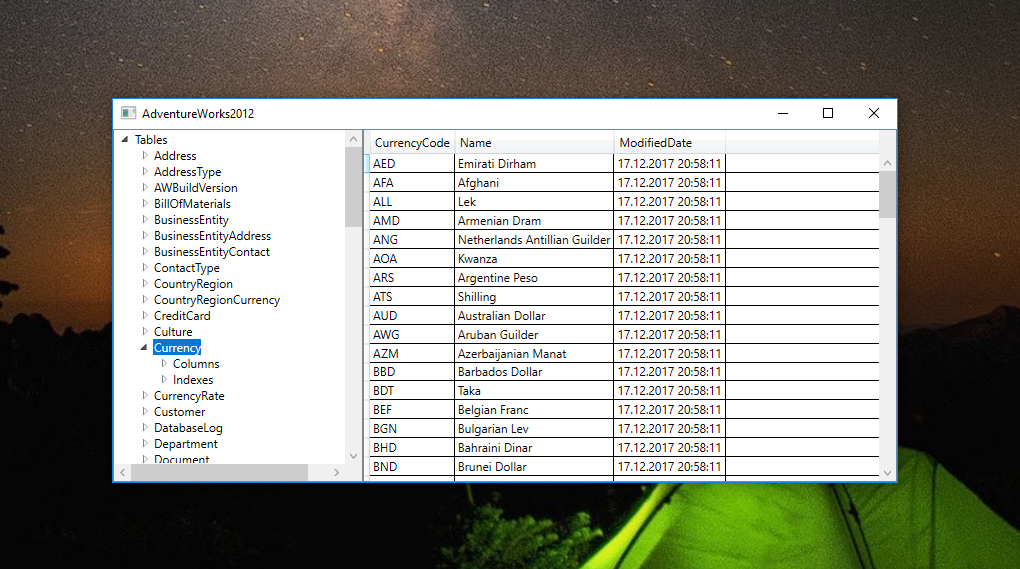 AdventureWorks2012
Tables
Address
AddressType
AWBuildVersion
BillOfMaterials
BusinessEntity
BusinessEntityAddress
BusinessEntityContact
ContactType
CountryRegion
CountryRegionCurrency
CreditCard
Culture
Currency
Columns
Indexes
CurrencyRate
Customer
DatabaseLog
Department
Document
CurrencyCode Name ModifiedDate
AED Emirati Dirham 17.12.2017 20:58:11
AFA Afghani 17.12.2017 20:58:11
ALL Lek 17.12.2017 20:58:11
AMD Armenian Dram 17.12.2017 20:58:11
ANG Netherlands Antillian Guilder 17.12.2017 20:58:11
AOA Kwanza 17.12.2017 20:58:11
ARS Argentine Peso 17.12.2017 20:58:11
ATS Shilling 17.12.2017 20:58:11
AUD Australian Dollar 17.12.2017 20:58:11
AWG Aruban Guilder 17.12.2017 20:58:11
AZM Azerbaijanian Manat 17.12.2017 20:58:11
BBD Barbados Dollar 17.12.2017 20:58:11
BDT Taka 17.12.2017 20:58:11
BEF Belgian Franc 17.12.2017 20:58:11
BGN Bulgarian Lev 17.12.2017 20:58:11
BHD Bahraini Dinar 17.12.2017 20:58:11
BND Brunei Dollar 17.12.2017 20:58:11